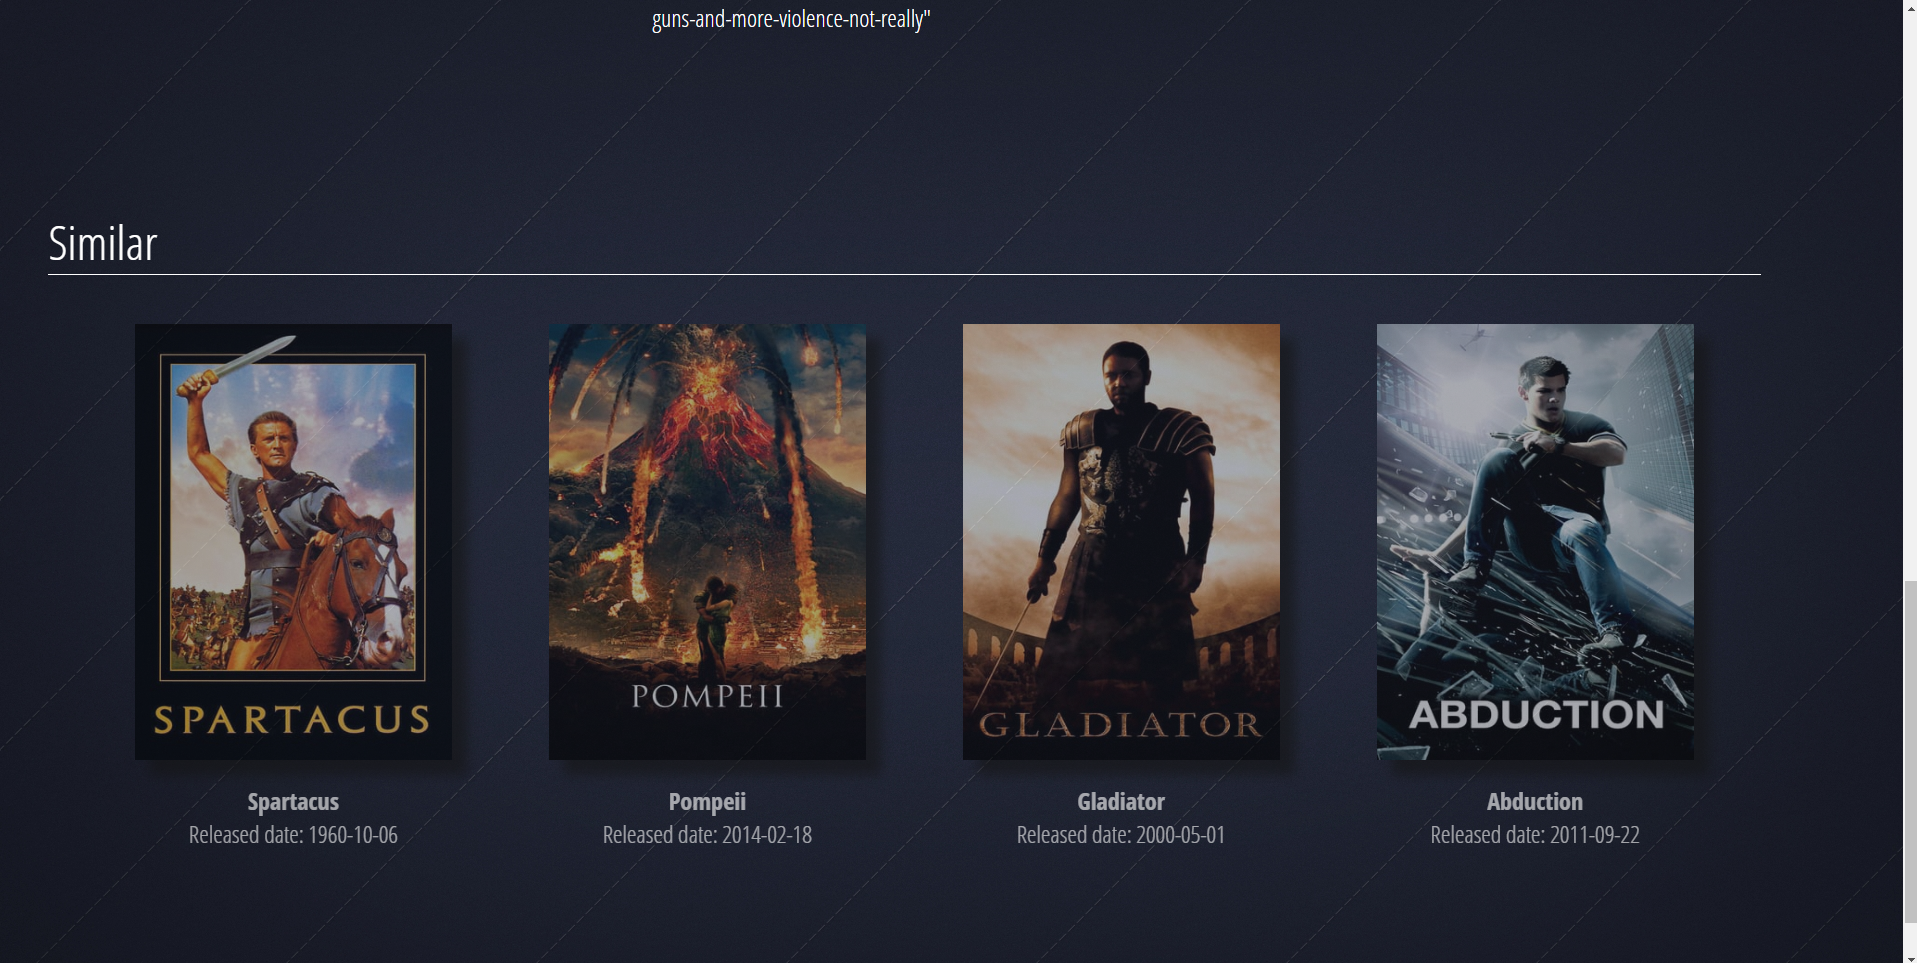 guns-and-more-violence-not-really"
Similar
SPARTACUS
POMPEII
GLADIATOR
ABDUCTION
Spartacus
Pompeii
Gladiator
Abduction
Released date: 1960-10-06
Released date: 2014-02-18
Released date: 2000-05-01
Released date: 2011-09-22